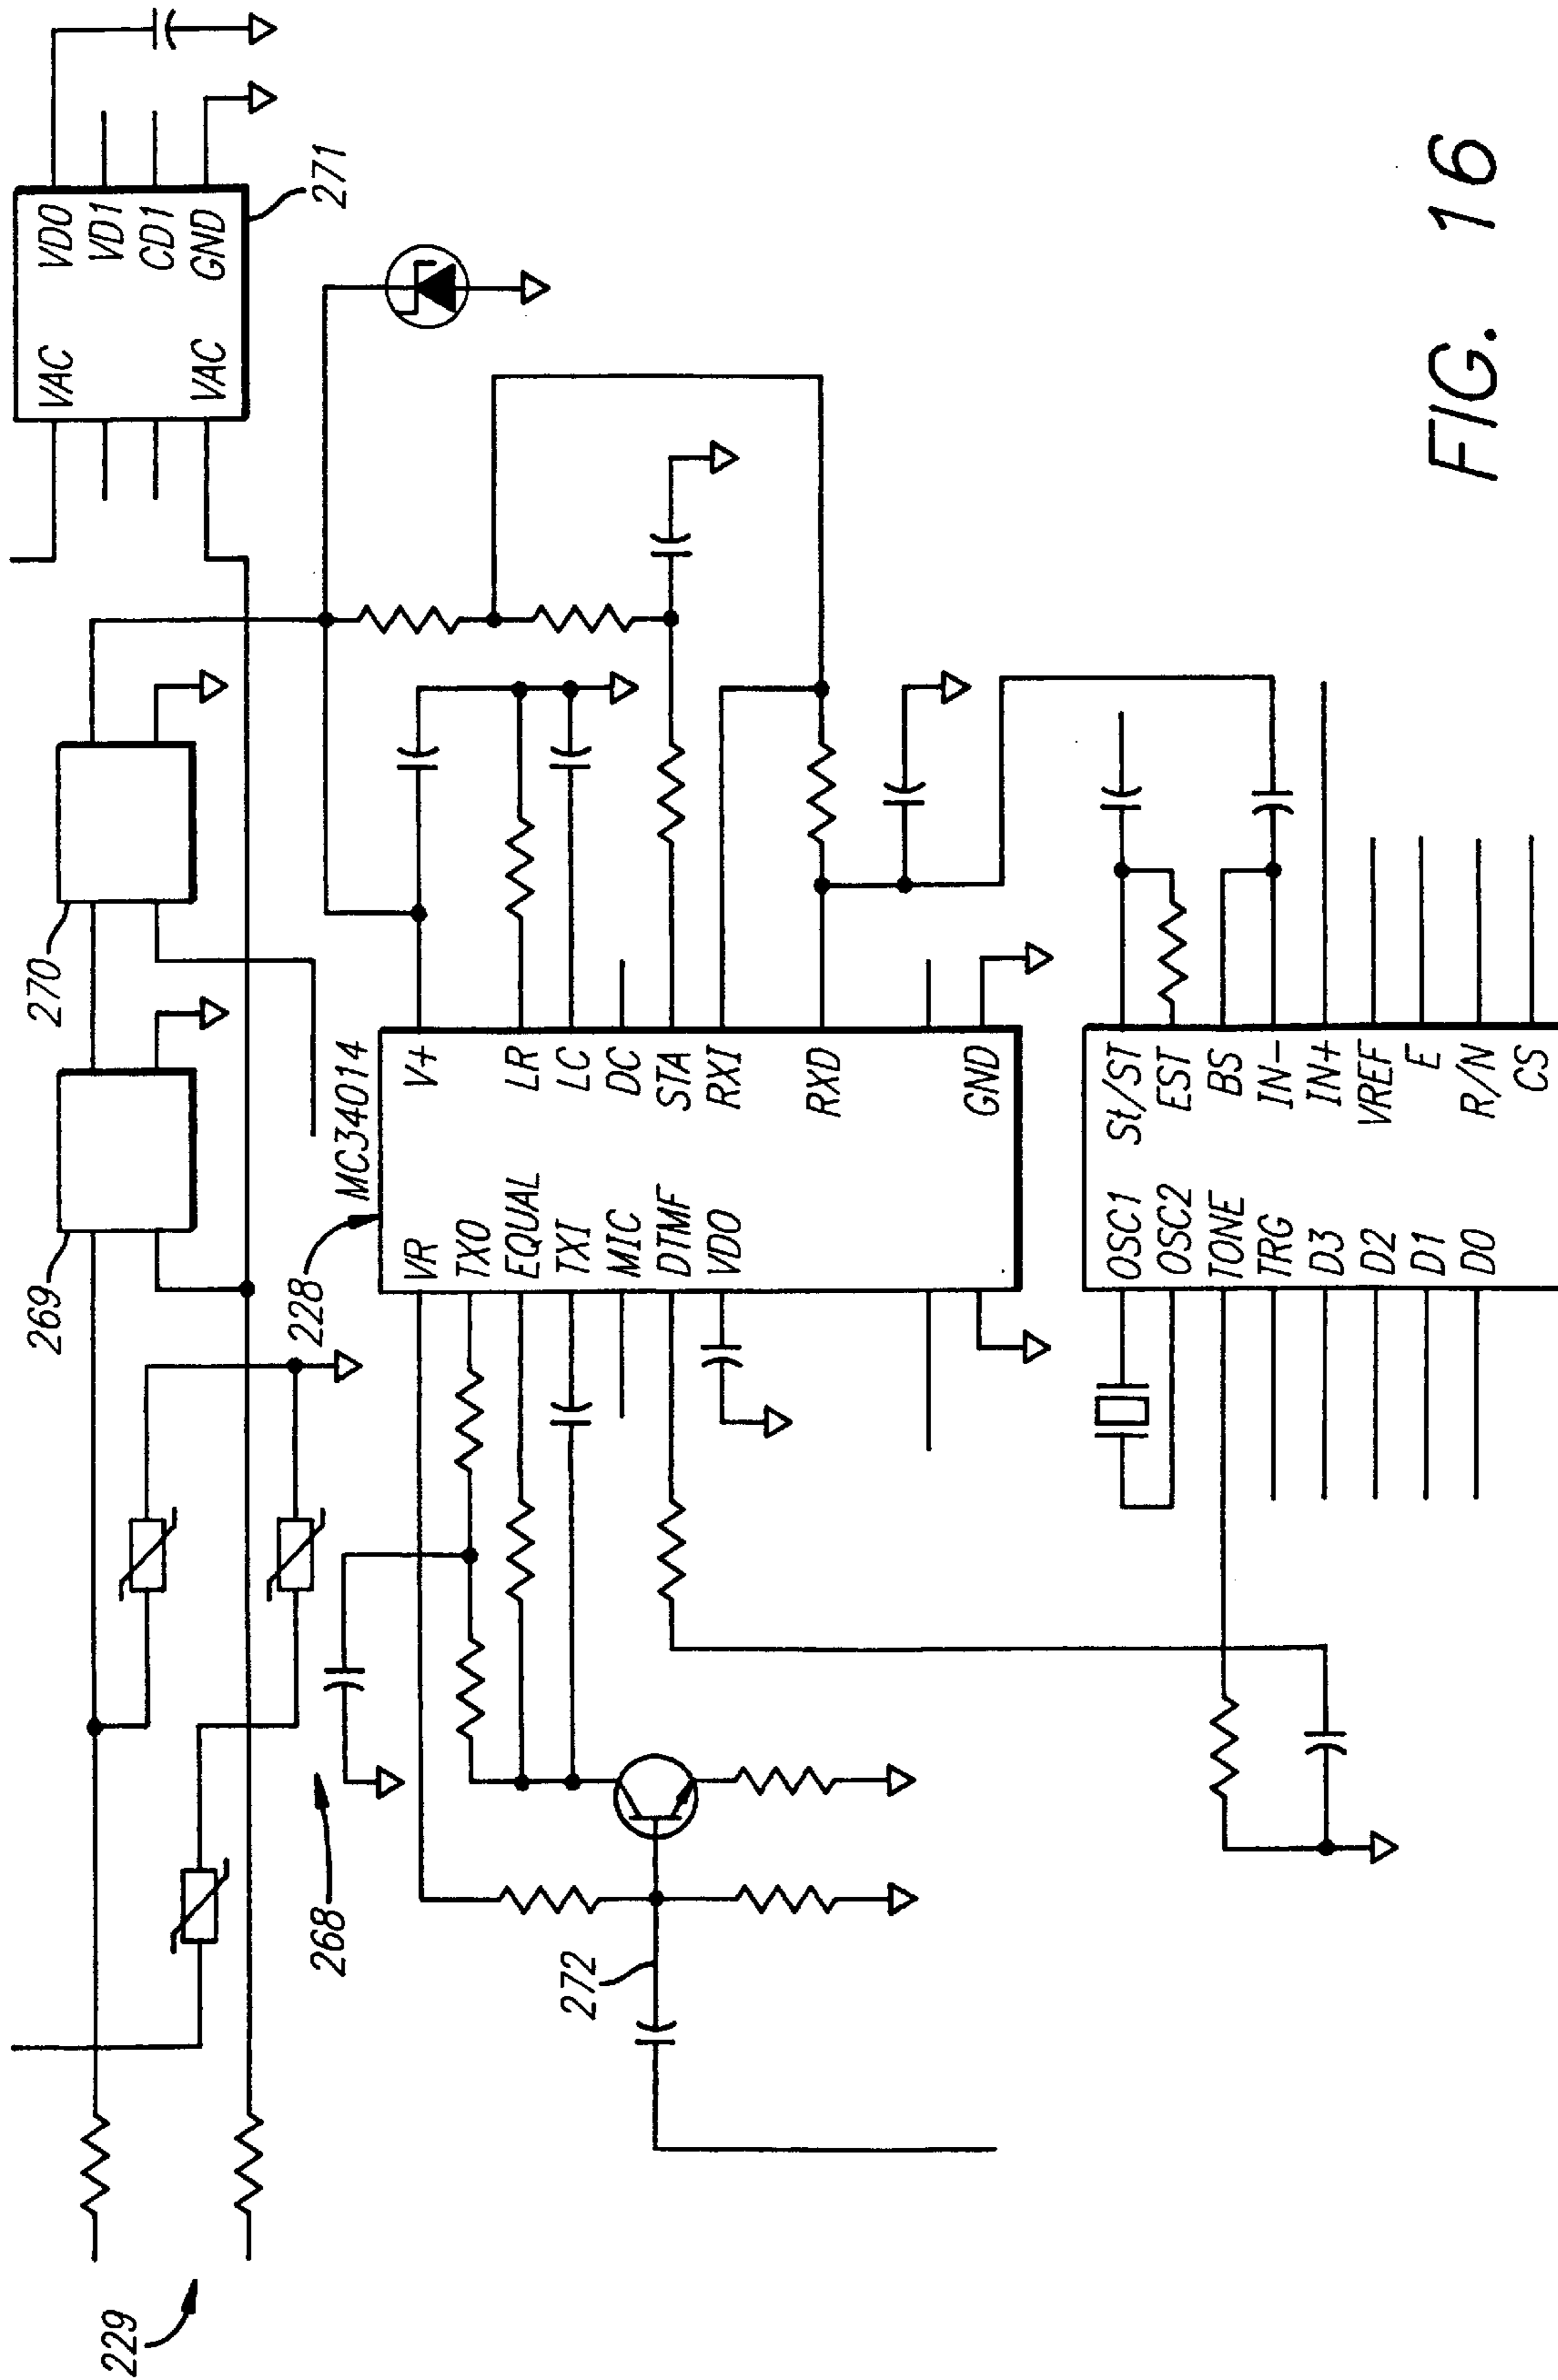 229
268
272
269
270
271
VAC
VAC
VD0
VD1
CD1
GND
228
MC34014
VR
TXO
EQUAL
TXI
MIC
DTMF
VDO
V+
LR
LC
DC
STA
RXI
RXD
GND
OSC1
OSC2
TONE
TRG
D3
D2
D1
D0
St/ST
EST
BS
IN-
IN+
VREF
E
R/N
CS
FIG. 16